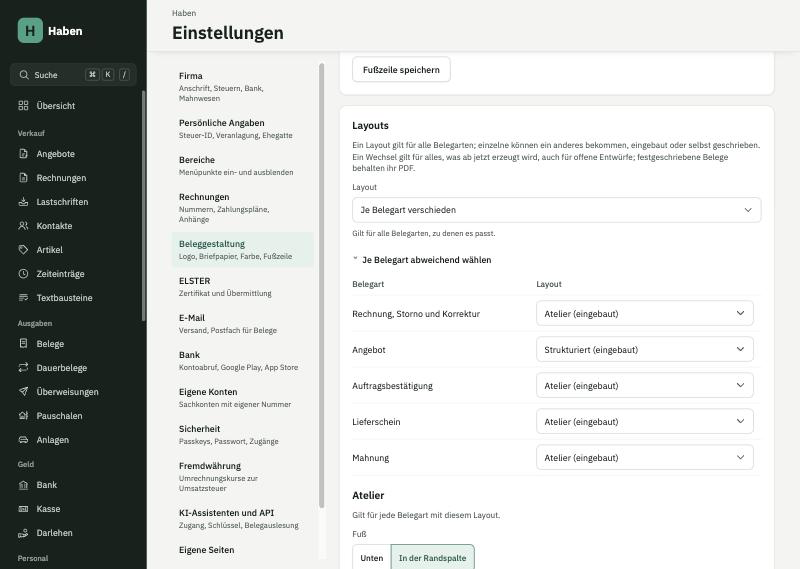 H Haben
Suche ⌘ K /
Übersicht
Verkauf
Angebote
Rechnungen
Lastschriften
Kontakte
Artikel
Zeiteinträge
Textbausteine
Ausgaben
Belege
Dauerbelege
Überweisungen
Pauschalen
Anlagen
Geld
Bank
Kasse
Darlehen
Personal
Haben
Einstellungen
Firma
Anschrift, Steuern, Bank,
Mahnwesen
Persönliche Angaben
Steuer-ID, Veranlagung, Ehegatte
Bereiche
Menüpunkte ein- und ausblenden
Rechnungen
Nummern, Zahlungspläne,
Anhänge
Beleggestaltung
Logo, Briefpapier, Farbe, Fußzeile
ELSTER
Zertifikat und Übermittlung
E-Mail
Versand, Postfach für Belege
Bank
Kontoabruf, Google Play, App Store
Eigene Konten
Sachkonten mit eigener Nummer
Sicherheit
Passkeys, Passwort, Zugänge
Fremdwährung
Umrechnungskurse zur
Umsatzsteuer
KI-Assistenten und API
Zugang, Schlüssel, Belegauslesung
Eigene Seiten
Fußzeile speichern
Layouts
Ein Layout gilt für alle Belegarten; einzelne können ein anderes bekommen, eingebaut oder selbst geschrieben.
Ein Wechsel gilt für alles, was ab jetzt erzeugt wird, auch für offene Entwürfe; festgeschriebene Belege
behalten ihr PDF.
Layout
Je Belegart verschieden
Gilt für alle Belegarten, zu denen es passt.
Je Belegart abweichend wählen
Belegart Layout
Rechnung, Storno und Korrektur Atelier (eingebaut)
Angebot Strukturiert (eingebaut)
Auftragsbestätigung Atelier (eingebaut)
Lieferschein Atelier (eingebaut)
Mahnung Atelier (eingebaut)
Atelier
Gilt für jede Belegart mit diesem Layout.
Fuß
Unten In der Randspalte